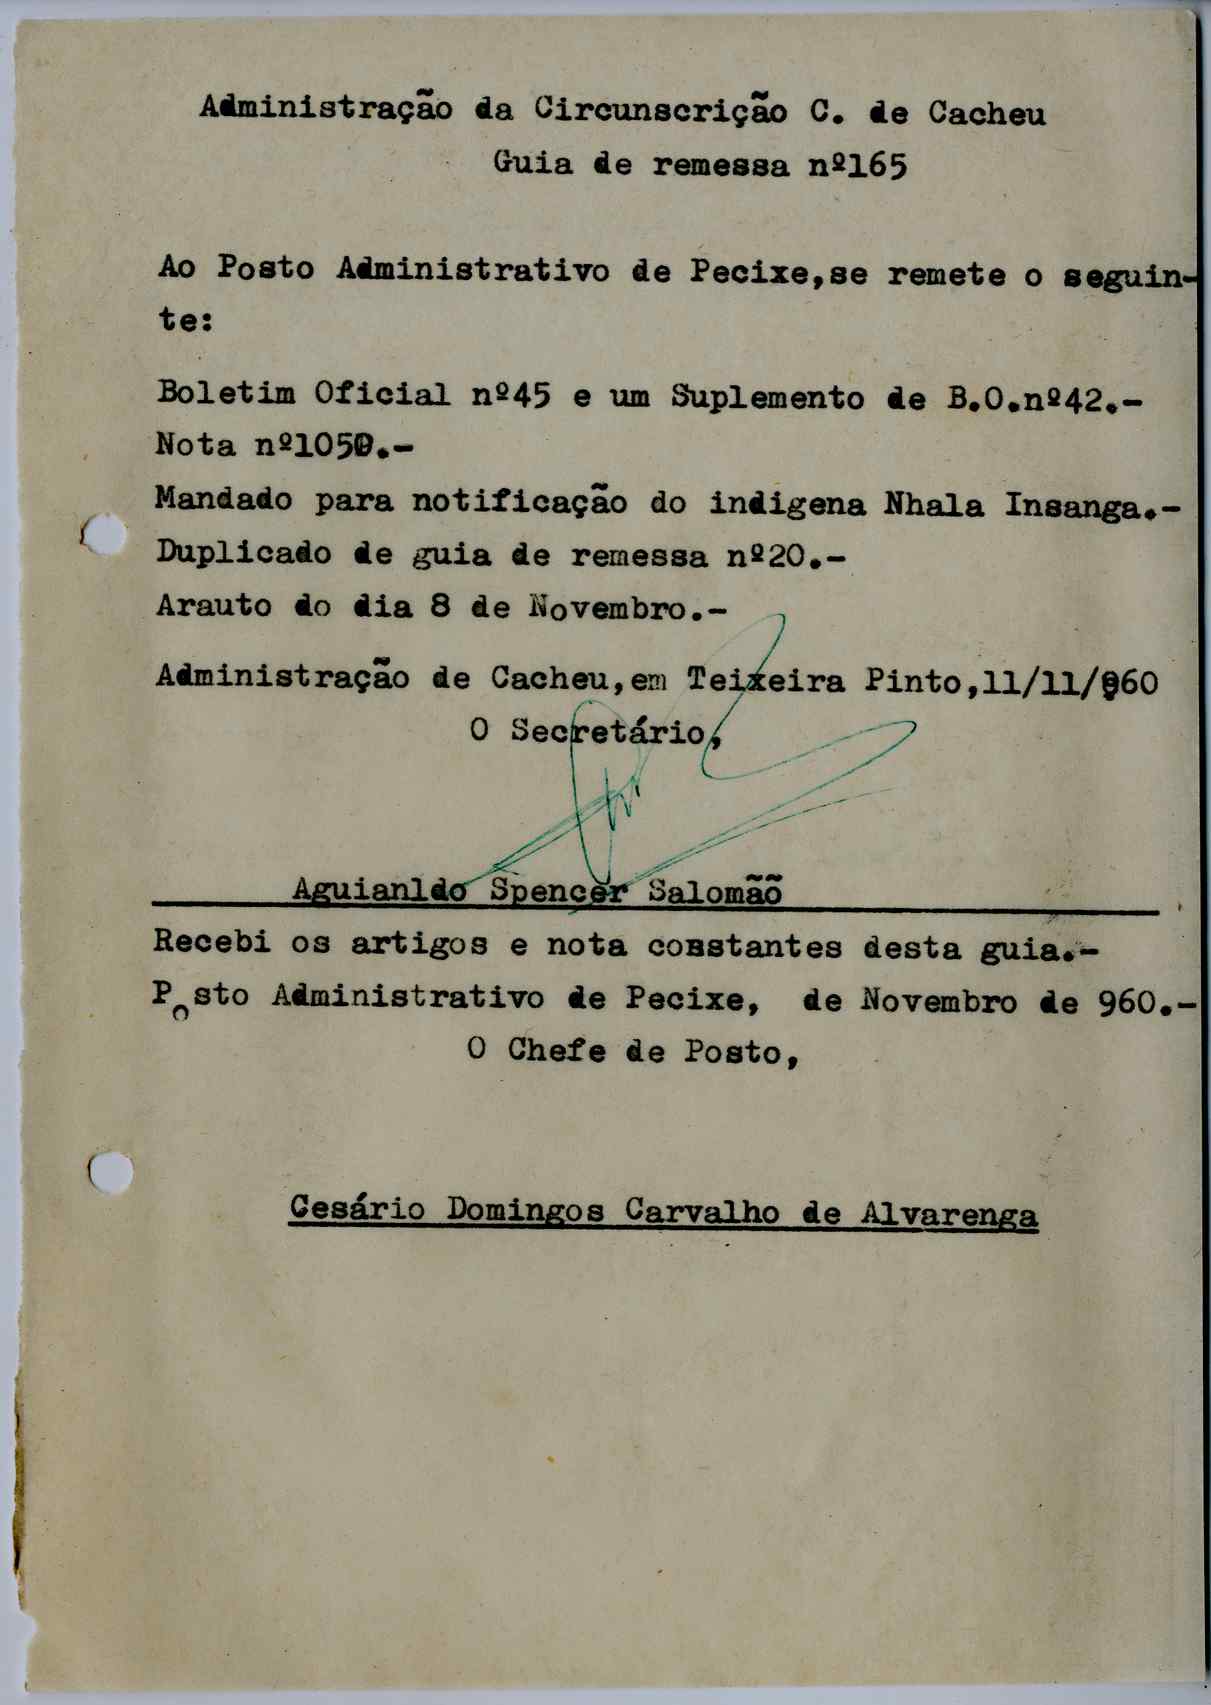 Administração da Circunscrição C. de Cacheu
Guia de remessa nº165
Ao Posto Administrativo de Pecixe,se remete o seguin-
te:
Boletim Oficial nº45 e um Suplemento de B.O.nº42.-
Nota nº1050.-
Mandado para notificação do indigena Nhala Insanga.-
Duplicado de guia de remessa nº20.-
Arauto do dia 8 de Novembro.-
Administração de Cacheu,em Teixeira Pinto,11/11/960
O Secretário,
Aguianldo Spencer Salomãõ
Recebi os artigos e nota constantes desta guia.-
Posto Administrativo de Pecixe,  de Novembro de 960.-
O Chefe de Posto,
Cesário Domingos Carvalho de Alvarenga